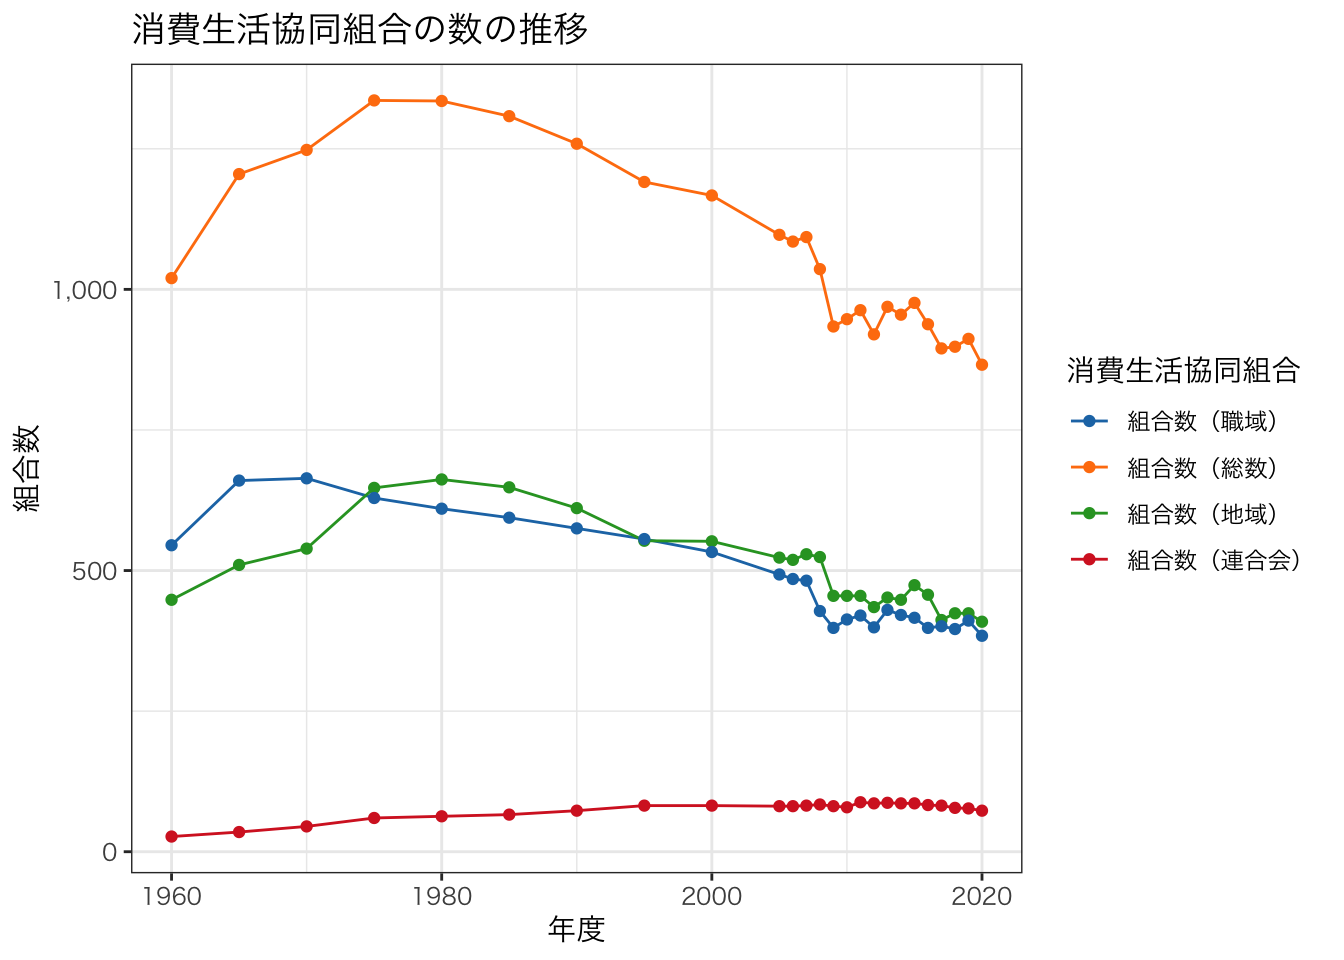 消費生活協同組合の数の推移
組合数
1,000
500
0
1960
1980
2000
2020
年度
消費生活協同組合
組合数（職域）
組合数（総数）
組合数（地域）
組合数（連合会）